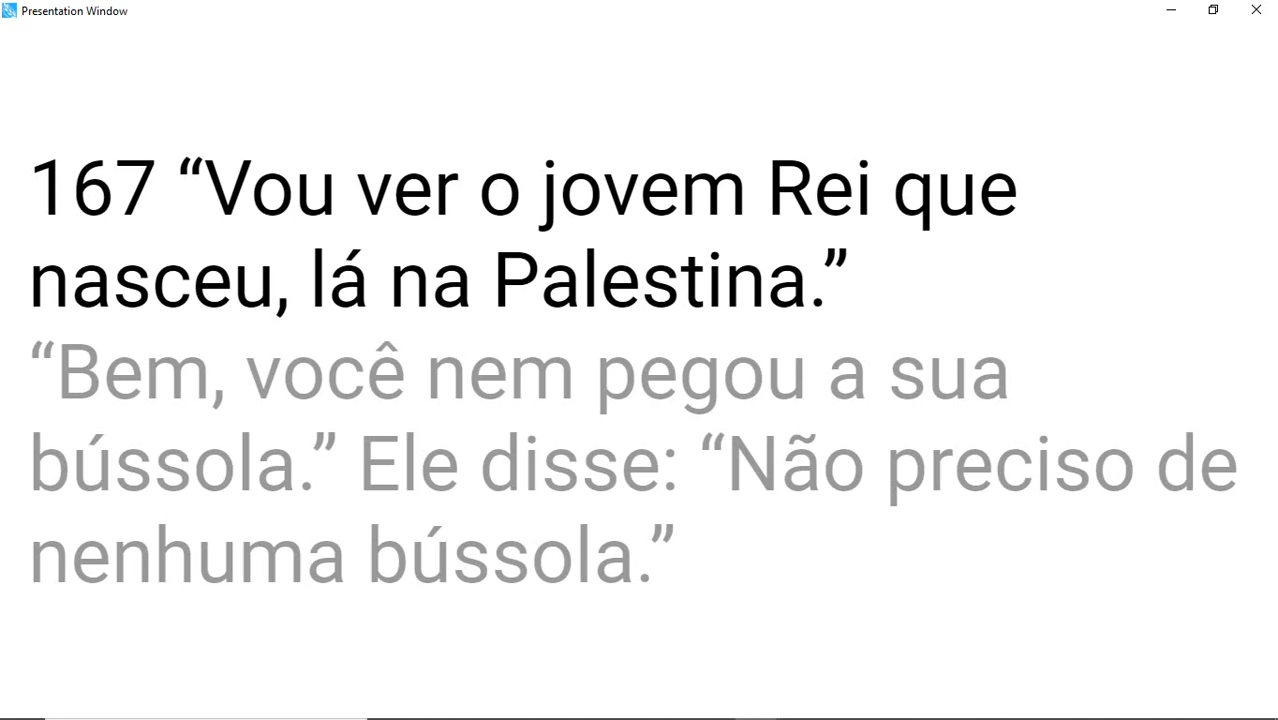 Presentation Window
167 “Vou ver o jovem Rei que
nasceu, lá na Palestina.”
“Bem, você nem pegou a sua
bússola.” Ele disse: “Não preciso de
nenhuma bússola.”